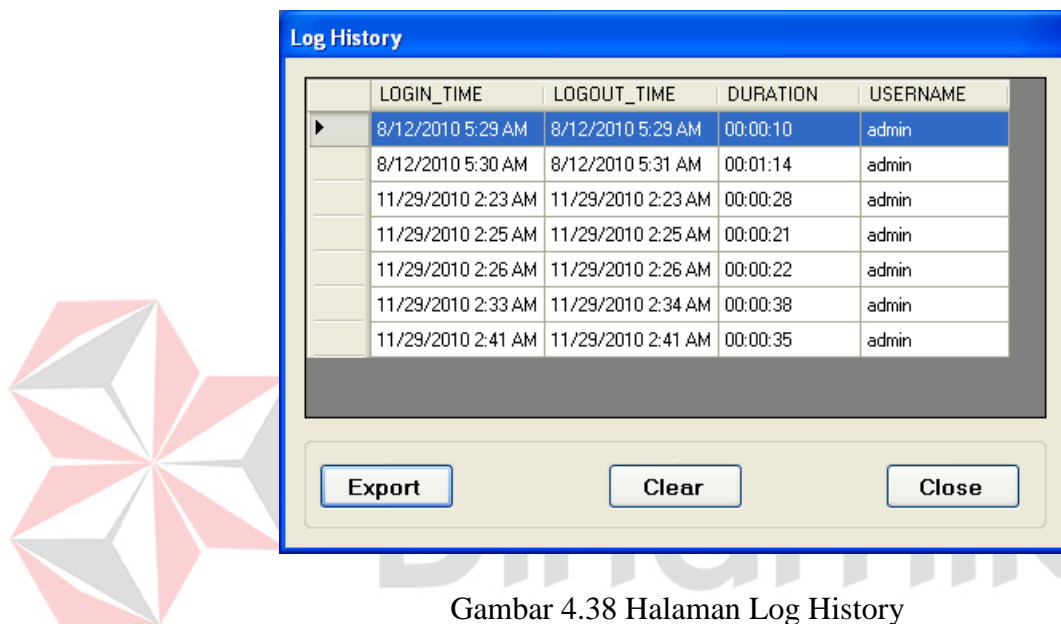 Log History
LOGIN_TIME LOGOUT_TIME DURATION USERNAME
8/12/2010 5:29 AM 8/12/2010 5:29 AM 00:00:10 admin
8/12/2010 5:30 AM 8/12/2010 5:31 AM 00:01:14 admin
11/29/2010 2:23 AM 11/29/2010 2:23 AM 00:00:28 admin
11/29/2010 2:25 AM 11/29/2010 2:25 AM 00:00:21 admin
11/29/2010 2:26 AM 11/29/2010 2:26 AM 00:00:22 admin
11/29/2010 2:33 AM 11/29/2010 2:34 AM 00:00:38 admin
11/29/2010 2:41 AM 11/29/2010 2:41 AM 00:00:35 admin
Export Clear Close
Gambar 4.38 Halaman Log History